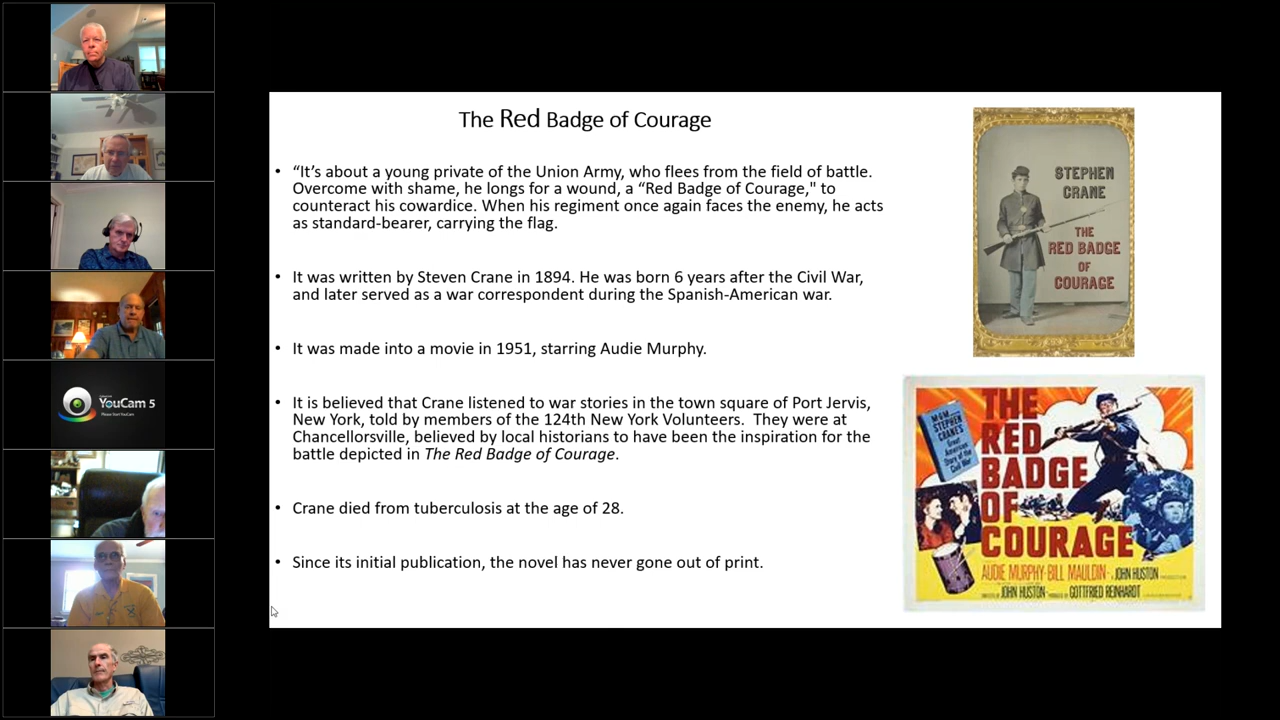 The Red Badge of Courage
• “It’s about a young private of the Union Army, who flees from the field of battle.
Overcome with shame, he longs for a wound, a “Red Badge of Courage," to
counteract his cowardice. When his regiment once again faces the enemy, he acts
as standard-bearer, carrying the flag.
• It was written by Steven Crane in 1894. He was born 6 years after the Civil War,
and later served as a war correspondent during the Spanish-American war.
• It was made into a movie in 1951, starring Audie Murphy.
• It is believed that Crane listened to war stories in the town square of Port Jervis,
New York, told by members of the 124th New York Volunteers.  They were at
Chancellorsville, believed by local historians to have been the inspiration for the
battle depicted in The Red Badge of Courage.
• Crane died from tuberculosis at the age of 28.
• Since its initial publication, the novel has never gone out of print.
STEPHEN
CRANE
THE
RED BADGE
OF
COURAGE
M-G-M's
STEPHEN
CRANE'S
Great
American
Story of the
Civil War
THE
RED
BADGE
OF
COURAGE
AUDIE MURPHY · BILL MAULDIN · JOHN HUSTON PRODUCTION
JOHN HUSTON GOTTFRIED REINHARDT
YouCam 5
Please Start YouCam